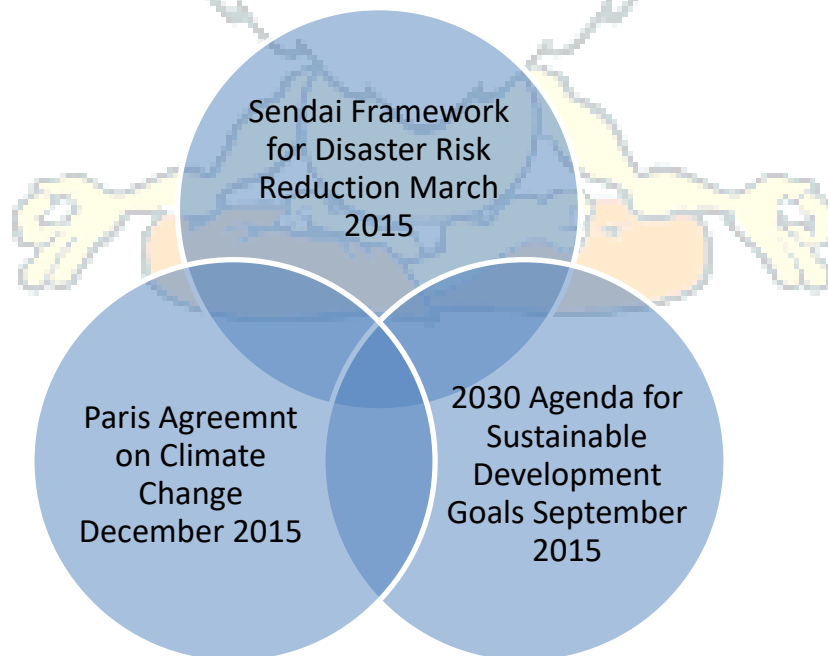 Sendai Framework
for Disaster Risk
Reduction March
2015
Paris Agreemnt
on Climate
Change
December 2015
2030 Agenda for
Sustainable
Development
Goals September
2015